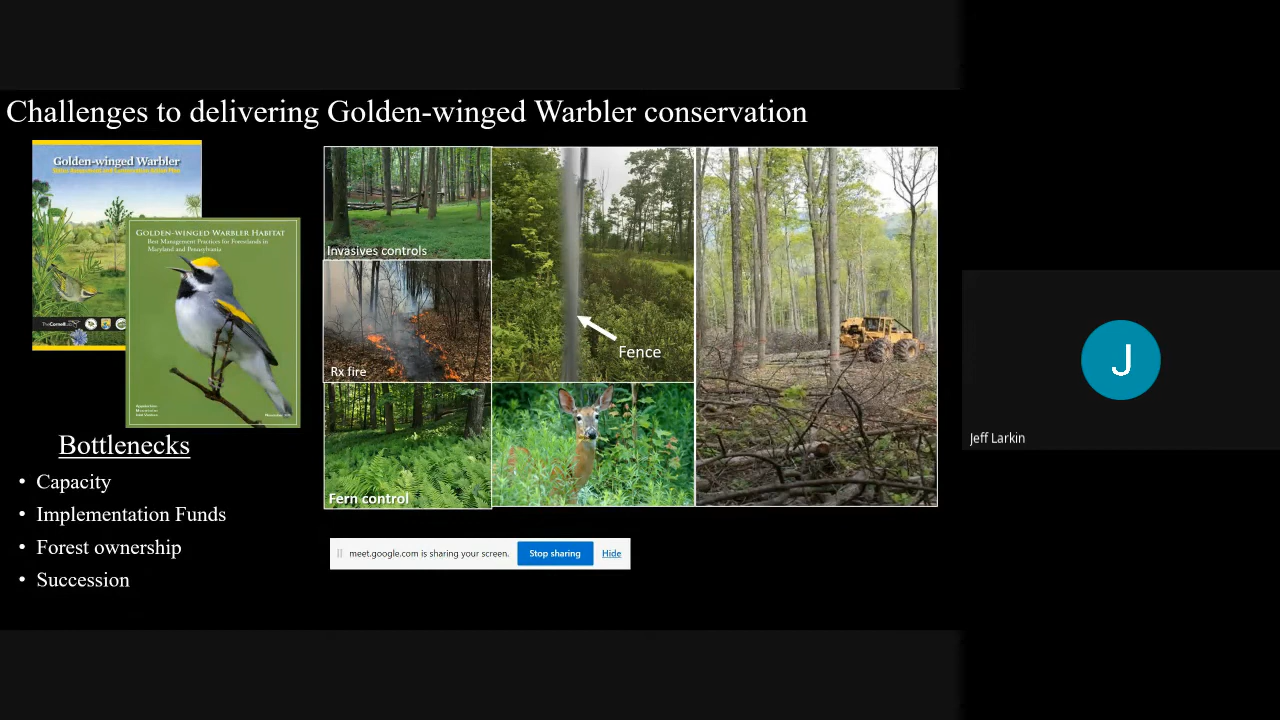 Challenges to delivering Golden-winged Warbler conservation
Golden-winged Warbler
GOLDEN-WINGED WARBLER HABITAT
Best Management Practices for Forestlands in
Maryland and Pennsylvania
Invasives controls
Rx fire
Fern control
Fence
Bottlenecks
• Capacity
• Implementation Funds
• Forest ownership
• Succession
meet.google.com is sharing your screen.
Stop sharing
Hide
J
Jeff Larkin